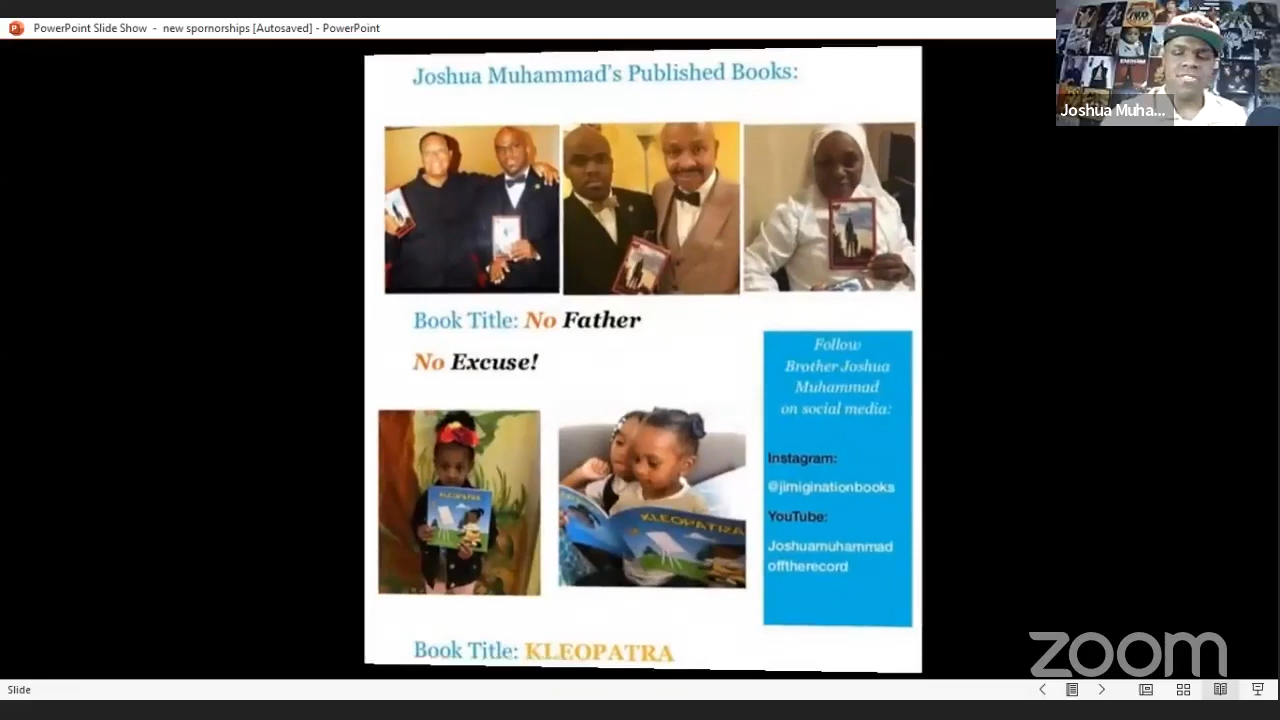 PowerPoint Slide Show - new spornorships [Autosaved] - PowerPoint
Joshua Muha...
Joshua Muhammad's Published Books:
Book Title: No Father
No Excuse!
Follow
Brother Joshua
Muhammad
on social media:
Instagram:
@jimiginationbooks
YouTube:
Joshuamuhammad
offtherecord
KLEOPATRA
KLEOPATRA
Book Title: KLEOPATRA
zoom
Slide